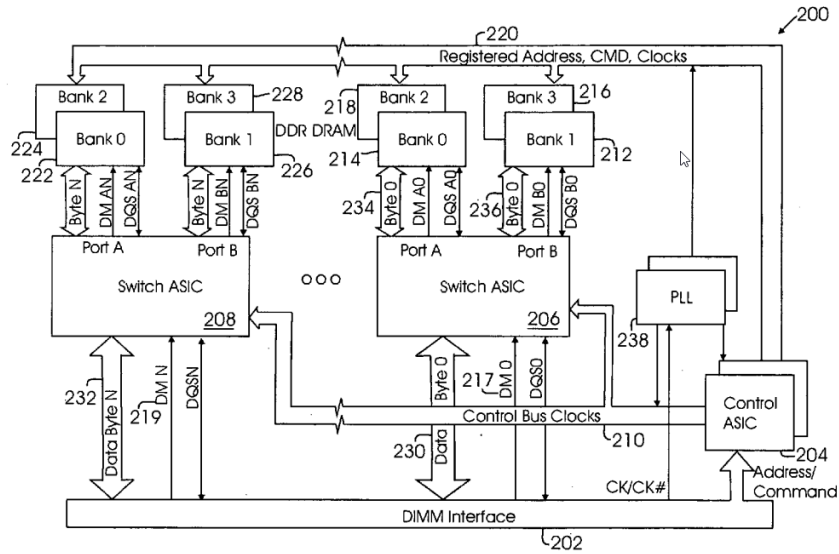 200
220
Registered Address, CMD, Clocks
Bank 2
Bank 3
228
Bank 2
Bank 3
216
218
Bank 0
Bank 1
DDR DRAM
Bank 0
Bank 1
224
222
226
214
212
Byte N
DM AN
DQS AN
Byte N
DM BN
DQS BN
234
Byte 0
DM A0
DQS A0
236
Byte 0
DM B0
DQS B0
Port A
Port B
Port A
Port B
Switch ASIC
208
Switch ASIC
206
PLL
238
232
Data Byte N
219
DM N
DQSN
230
Data Byte 0
217
DM 0
DQS0
Control Bus Clocks
210
Control
ASIC
204
Address/
Command
CK/CK#
DIMM Interface
202